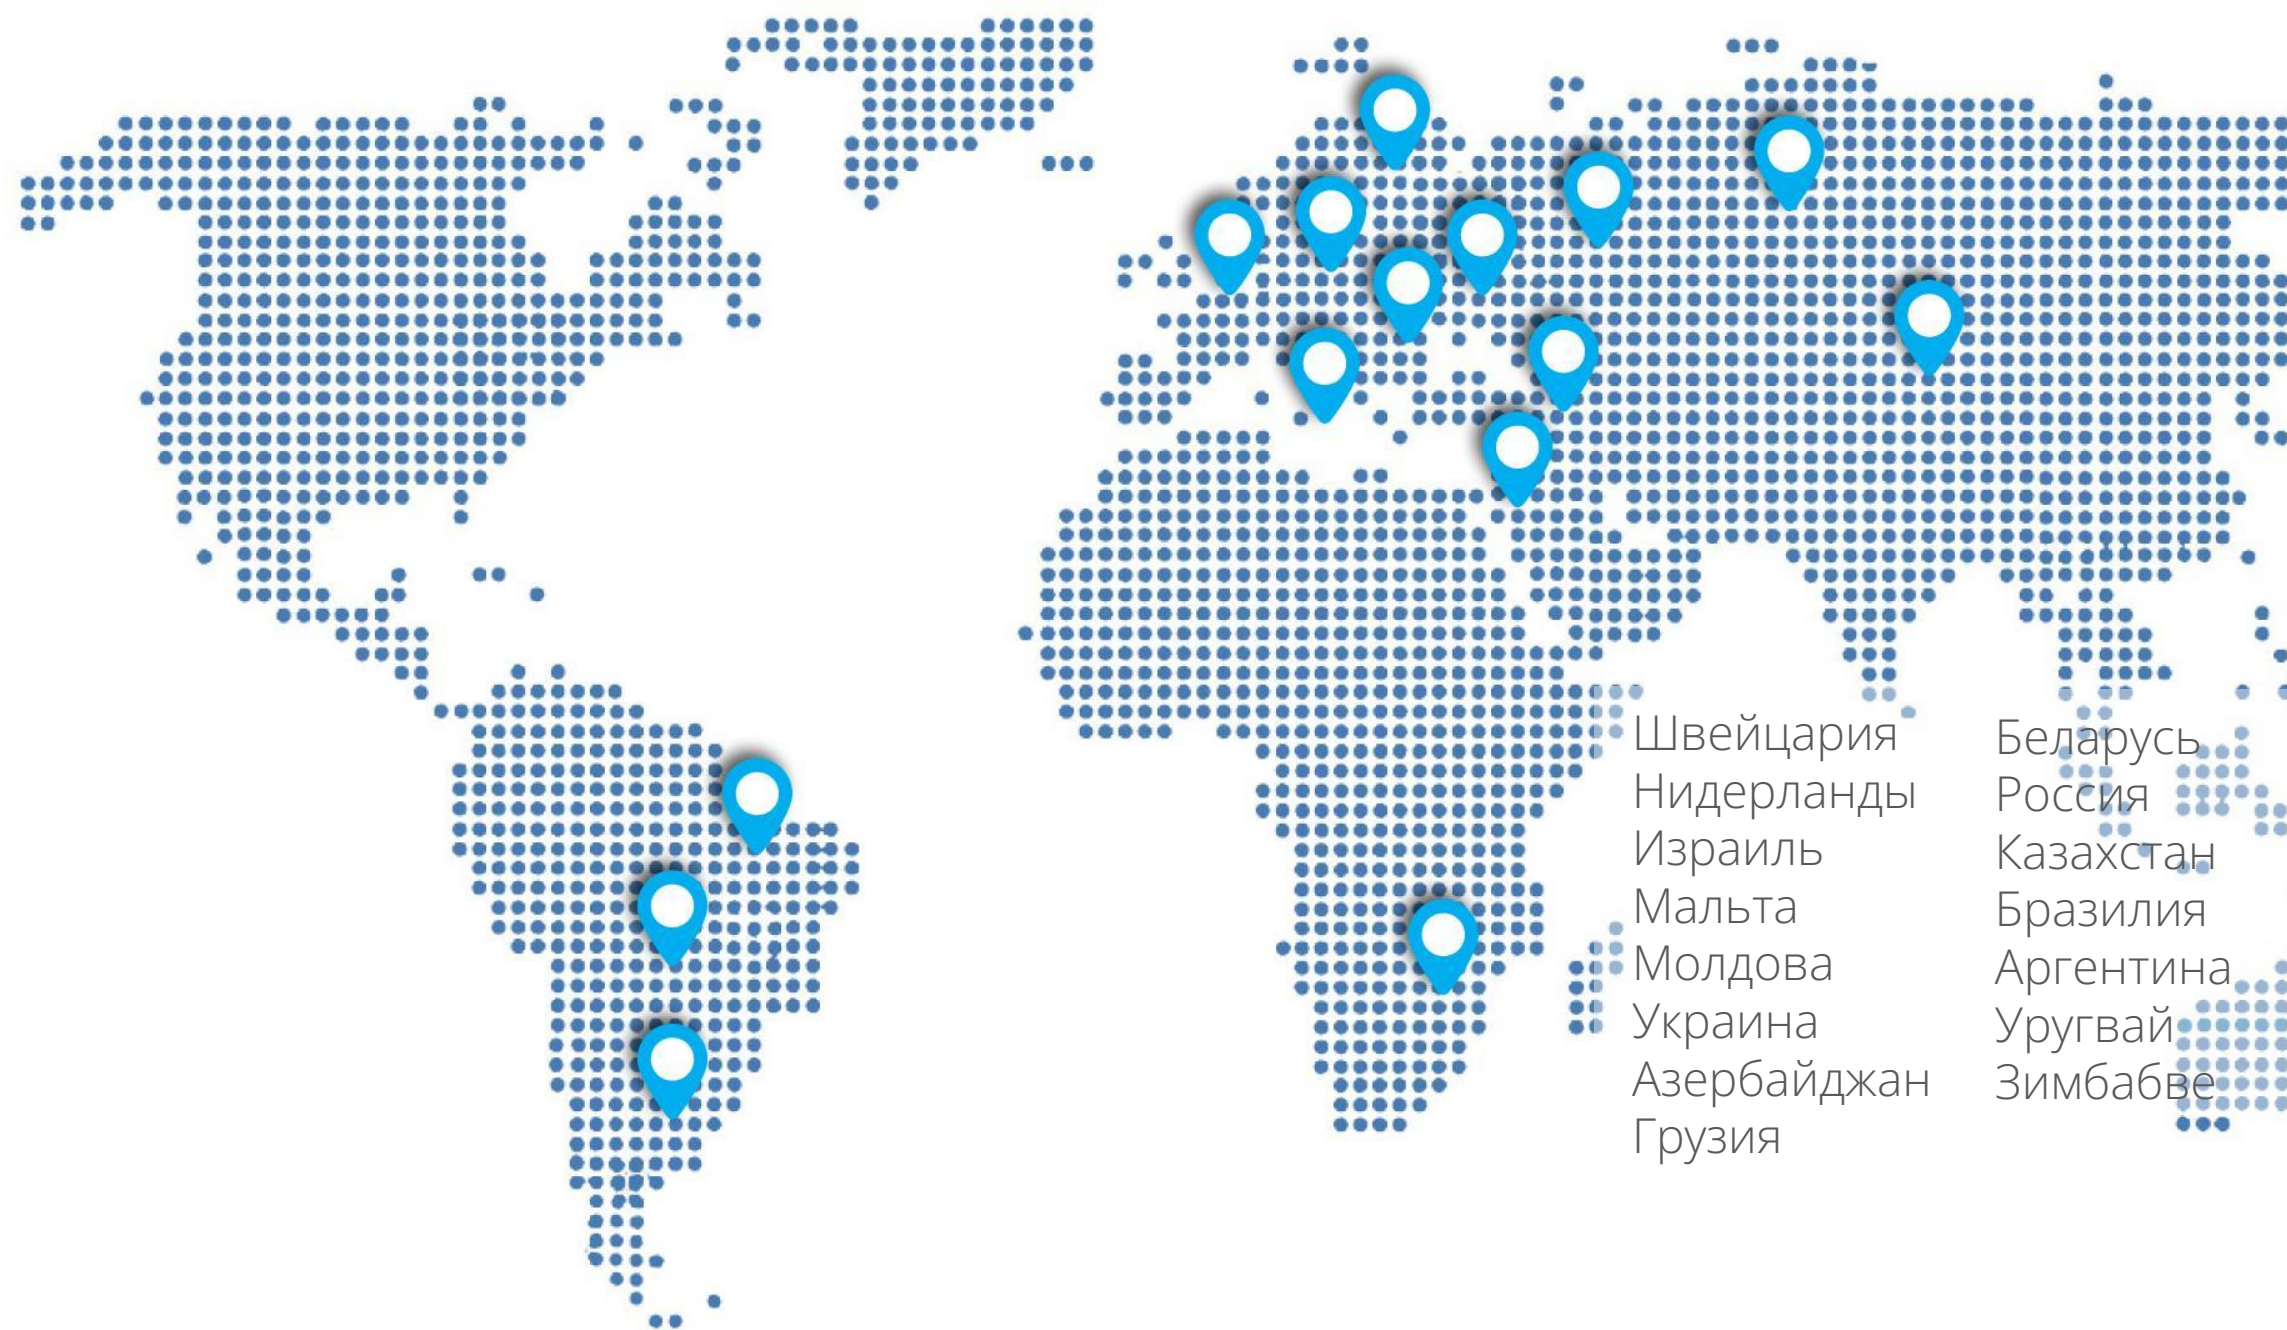 Швейцария
Нидерланды
Израиль
Мальта
Молдова
Украина
Азербайджан
Грузия
Беларусь
Россия
Казахстан
Бразилия
Аргентина
Уругвай
Зимбабве